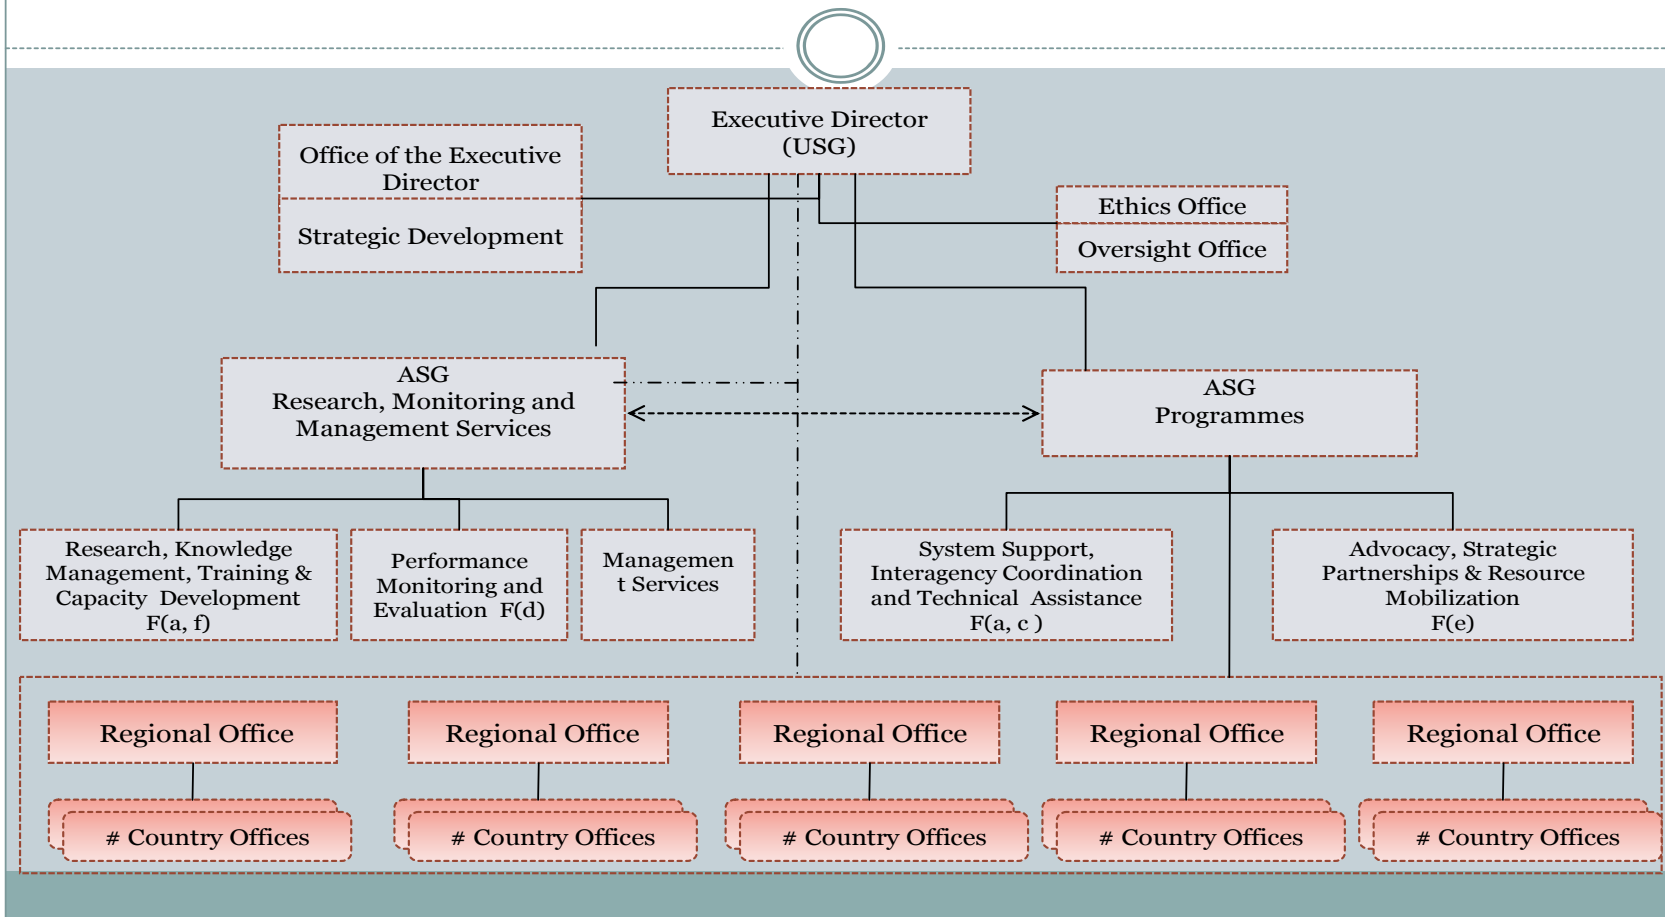 Executive Director
(USG)
Office of the Executive
Director
Strategic Development
Ethics Office
Oversight Office
ASG
Research, Monitoring and
Management Services
ASG
Programmes
Research, Knowledge
Management, Training &
Capacity Development
F(a, f)
Performance
Monitoring and
Evaluation F(d)
Managemen
t Services
System Support,
Interagency Coordination
and Technical Assistance
F(a, c )
Advocacy, Strategic
Partnerships & Resource
Mobilization
F(e)
Regional Office
Regional Office
Regional Office
Regional Office
Regional Office
# Country Offices
# Country Offices
# Country Offices
# Country Offices
# Country Offices